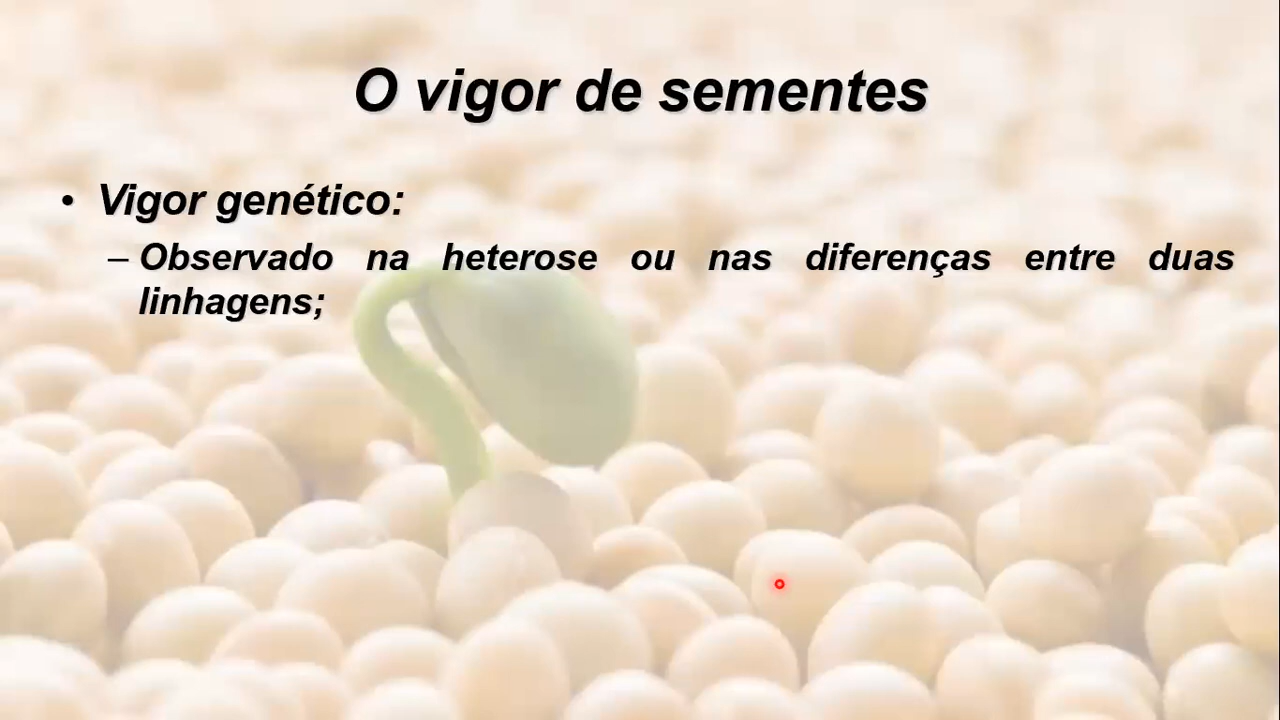 O vigor de sementes
• Vigor genético:
– Observado na heterose ou nas diferenças entre duas
linhagens;